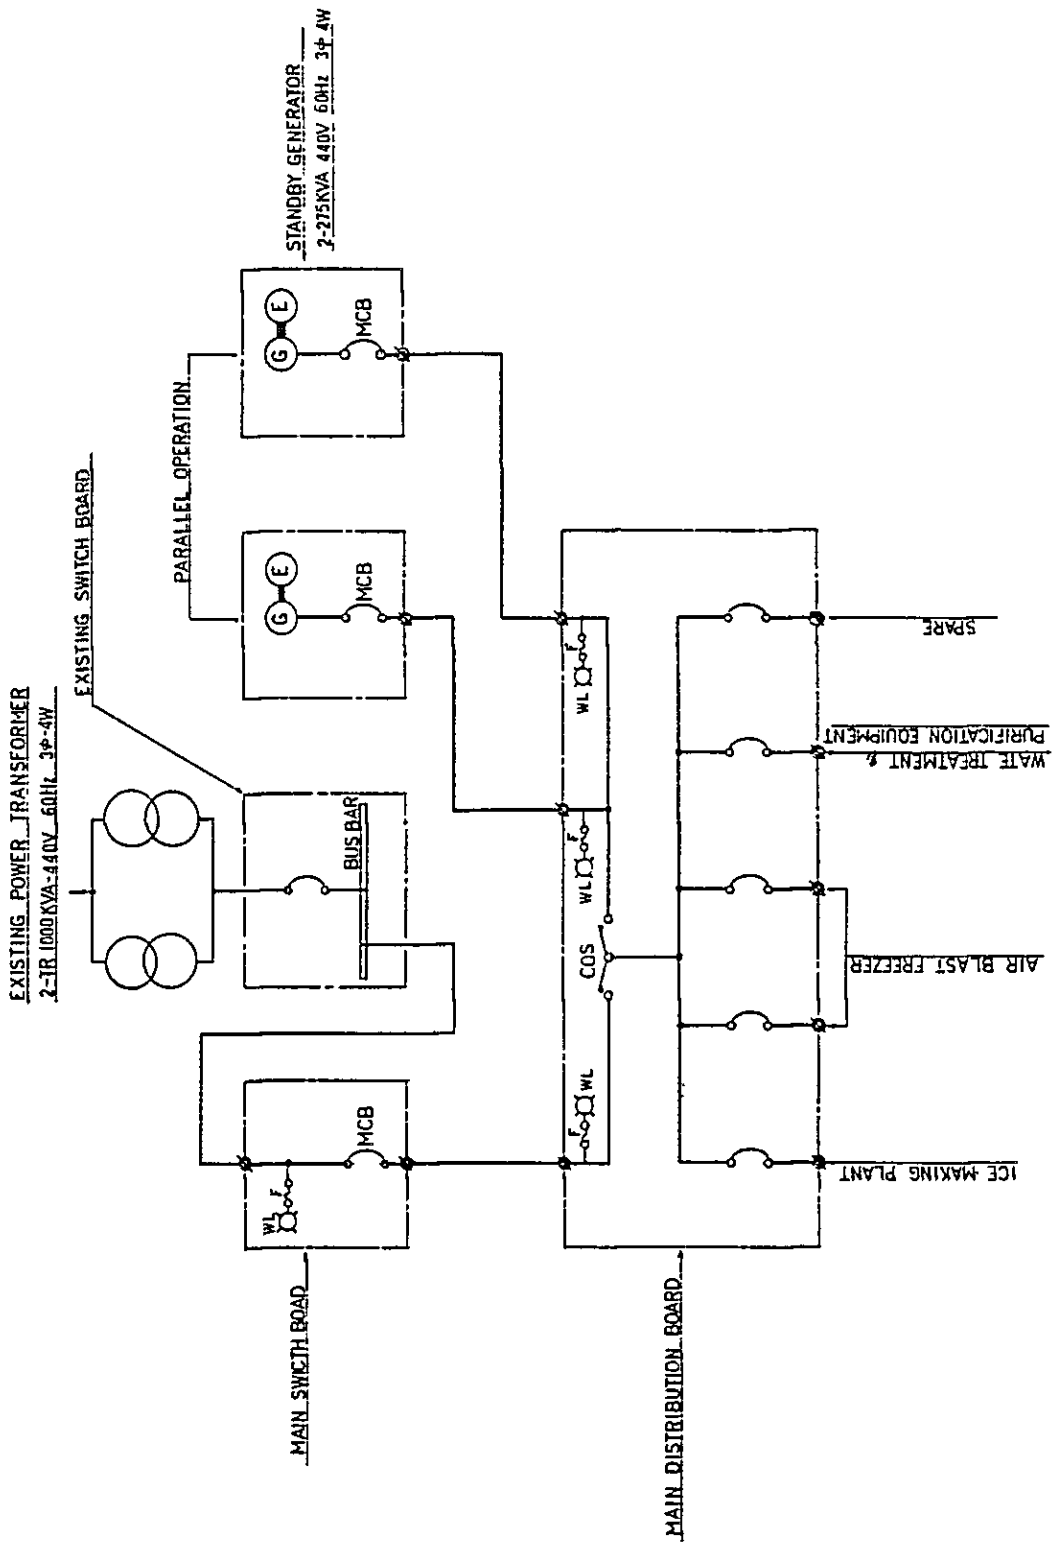 EXISTING POWER TRANSFORMER
2-TR 1000KVA-440V 60Hz 3φ-4W
EXISTING SWITCH BOARD
PARALLEL OPERATION
STANDBY GENERATOR
2-275KVA 440V 60Hz 3φ 4W
G E
MCB
G E
MCB
BUS BAR
WL F
MCB
MAIN SWICTH BOAD
F WL
COS
WL F
WL F
MAIN DISTRIBUTION BOARD
ICE MAKING PLANT
AIR BLAST FREEZER
WATE TREATMENT &
PURIFICATION EQUIPMENT
SPARE